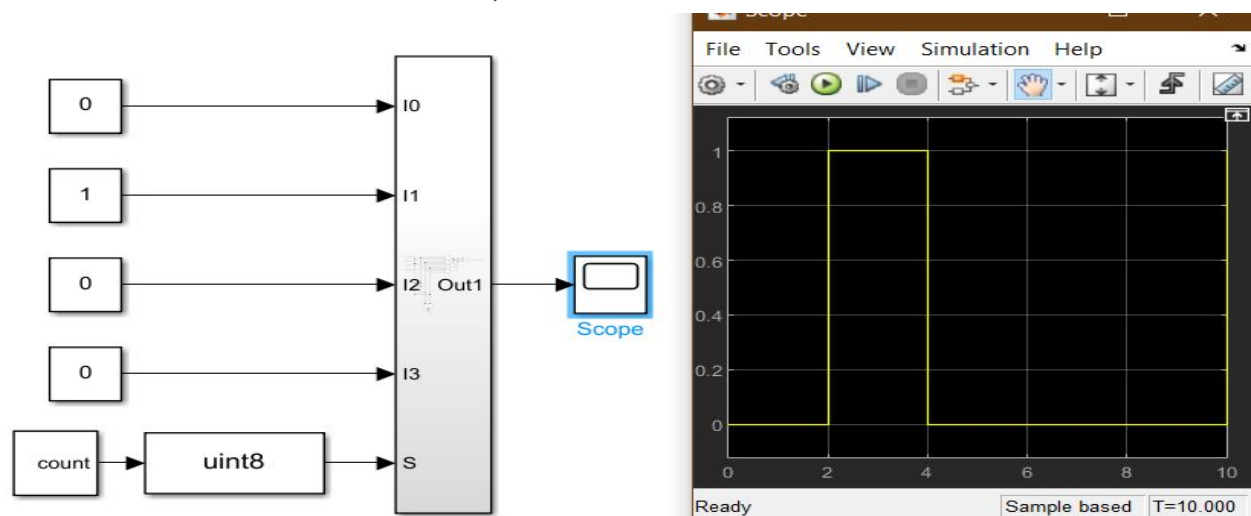 0
1
0
0
count
uint8
I0
I1
I2
I3
S
Out1
Scope
Scope
File Tools View Simulation Help
1
0.8
0.6
0.4
0.2
0
0 2 4 6 8 10
Ready Sample based T=10.000